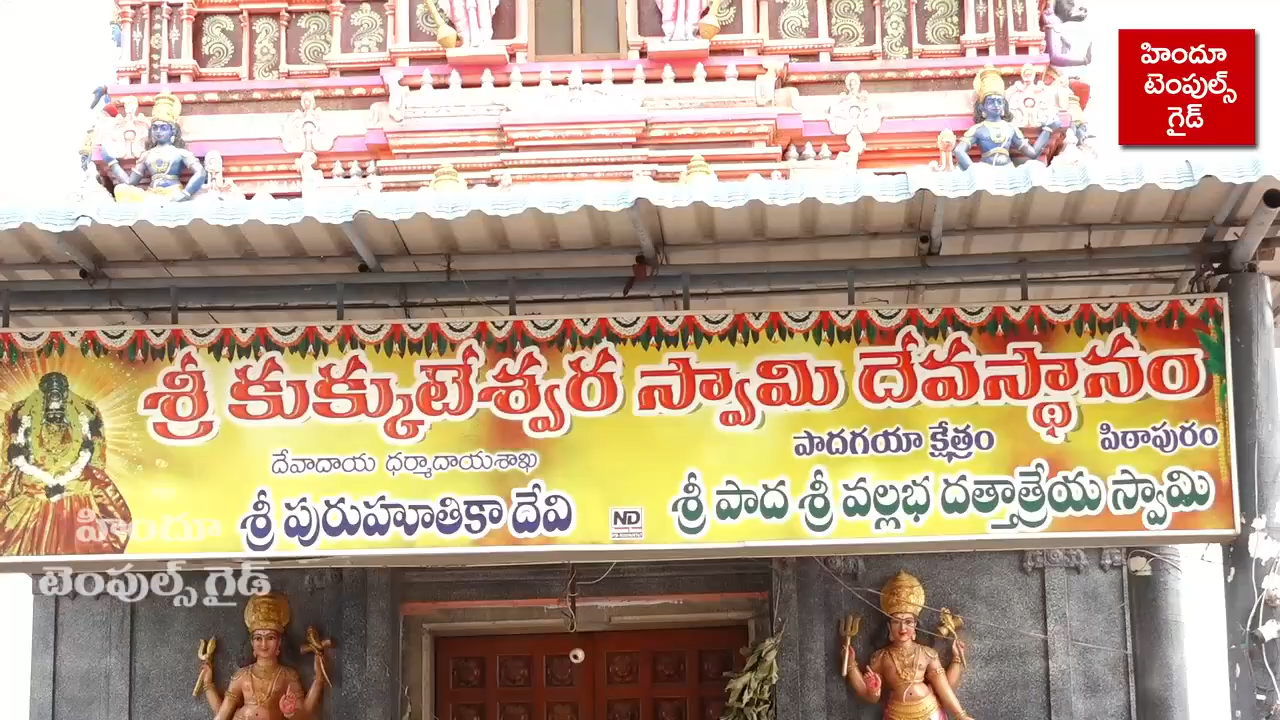 హిందూ
టెంపుల్స్
గైడ్
శ్రీ కుక్కుటేశ్వర స్వామి దేవస్థానం
పాదగయా క్షేత్రం పిఠాపురం
దేవాదాయ ధర్మాదాయశాఖ
శ్రీ పురుహూతికా దేవి
ND
శ్రీ పాద శ్రీ వల్లభ దత్తాత్రేయ స్వామి
హిందూ
టెంపుల్స్ గైడ్